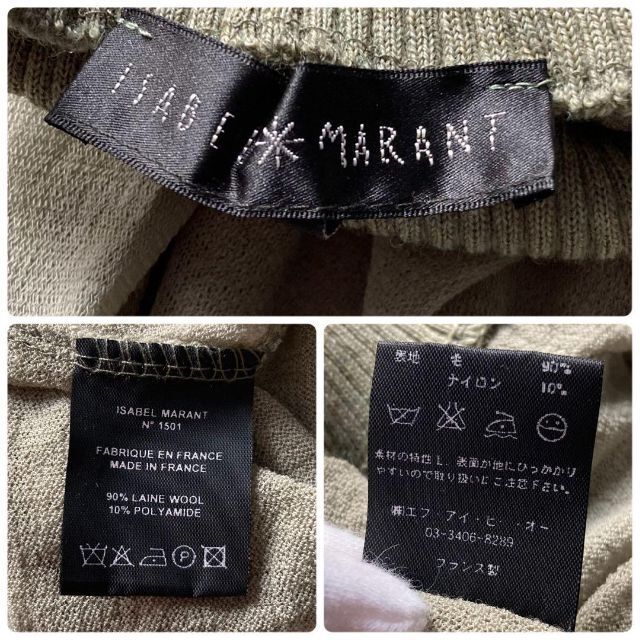 ISABEL MARANT
ISABEL MARANT
N° 1501
FABRIQUE EN FRANCE
MADE IN FRANCE
90% LAINE WOOL
10% POLYAMIDE
表地 毛 90%
ナイロン 10%
素材の特性上、表面が他にひっかかり
やすいので取り扱いにご注意下さい。
㈱エフ・アイ・ビー・オー
03-3406-8289
フランス製